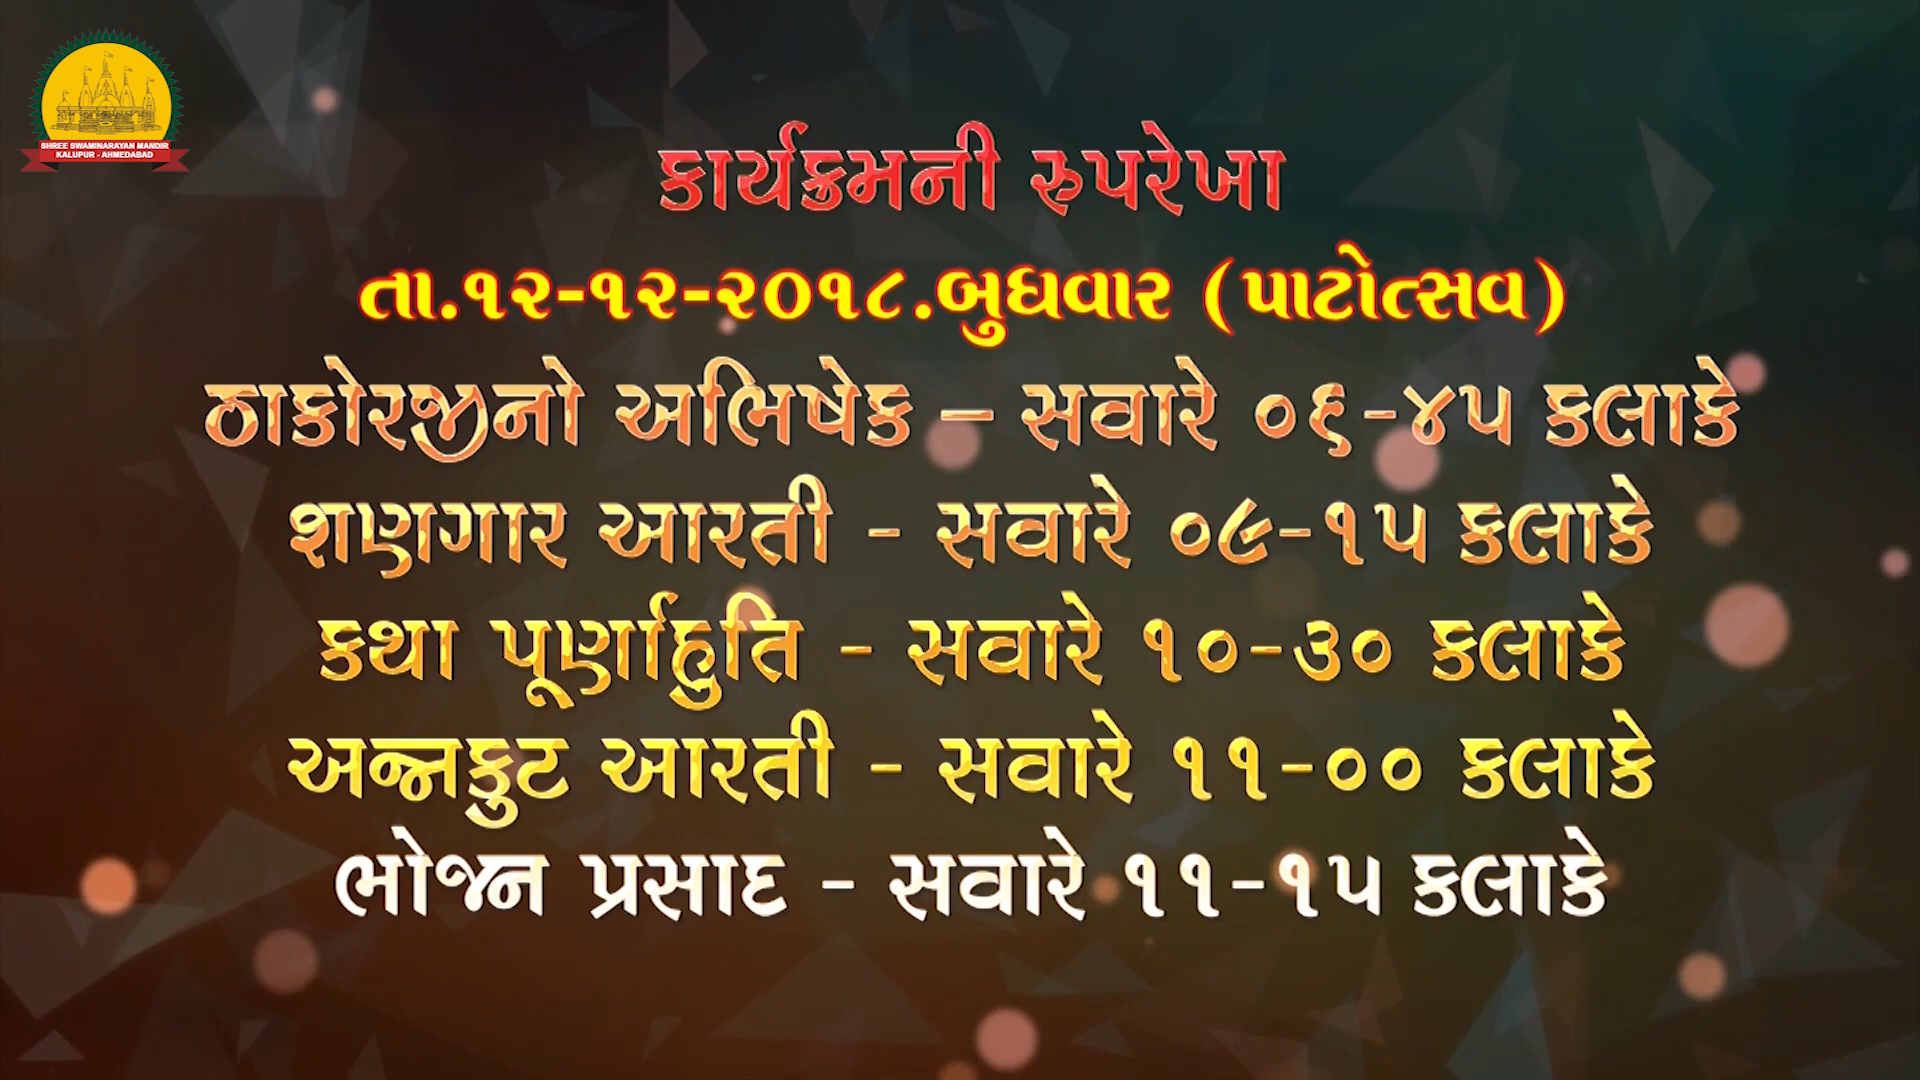 SHREE SWAMINARAYAN MANDIR
KALUPUR - AHMEDABAD
કાર્યક્રમની રુપરેખા
તા.૧૨-૧૨-૨૦૧૮.બુધવાર (પાટોત્સવ)
ઠાકોરજીનો અભિષેક – સવારે ૦૬-૪૫ કલાકે
શણગાર આરતી - સવારે ૦૯-૧૫ કલાકે
કથા પૂર્ણાહુતિ - સવારે ૧૦-૩૦ કલાકે
અન્નકુટ આરતી - સવારે ૧૧-૦૦ કલાકે
ભોજન પ્રસાદ - સવારે ૧૧-૧૫ કલાકે